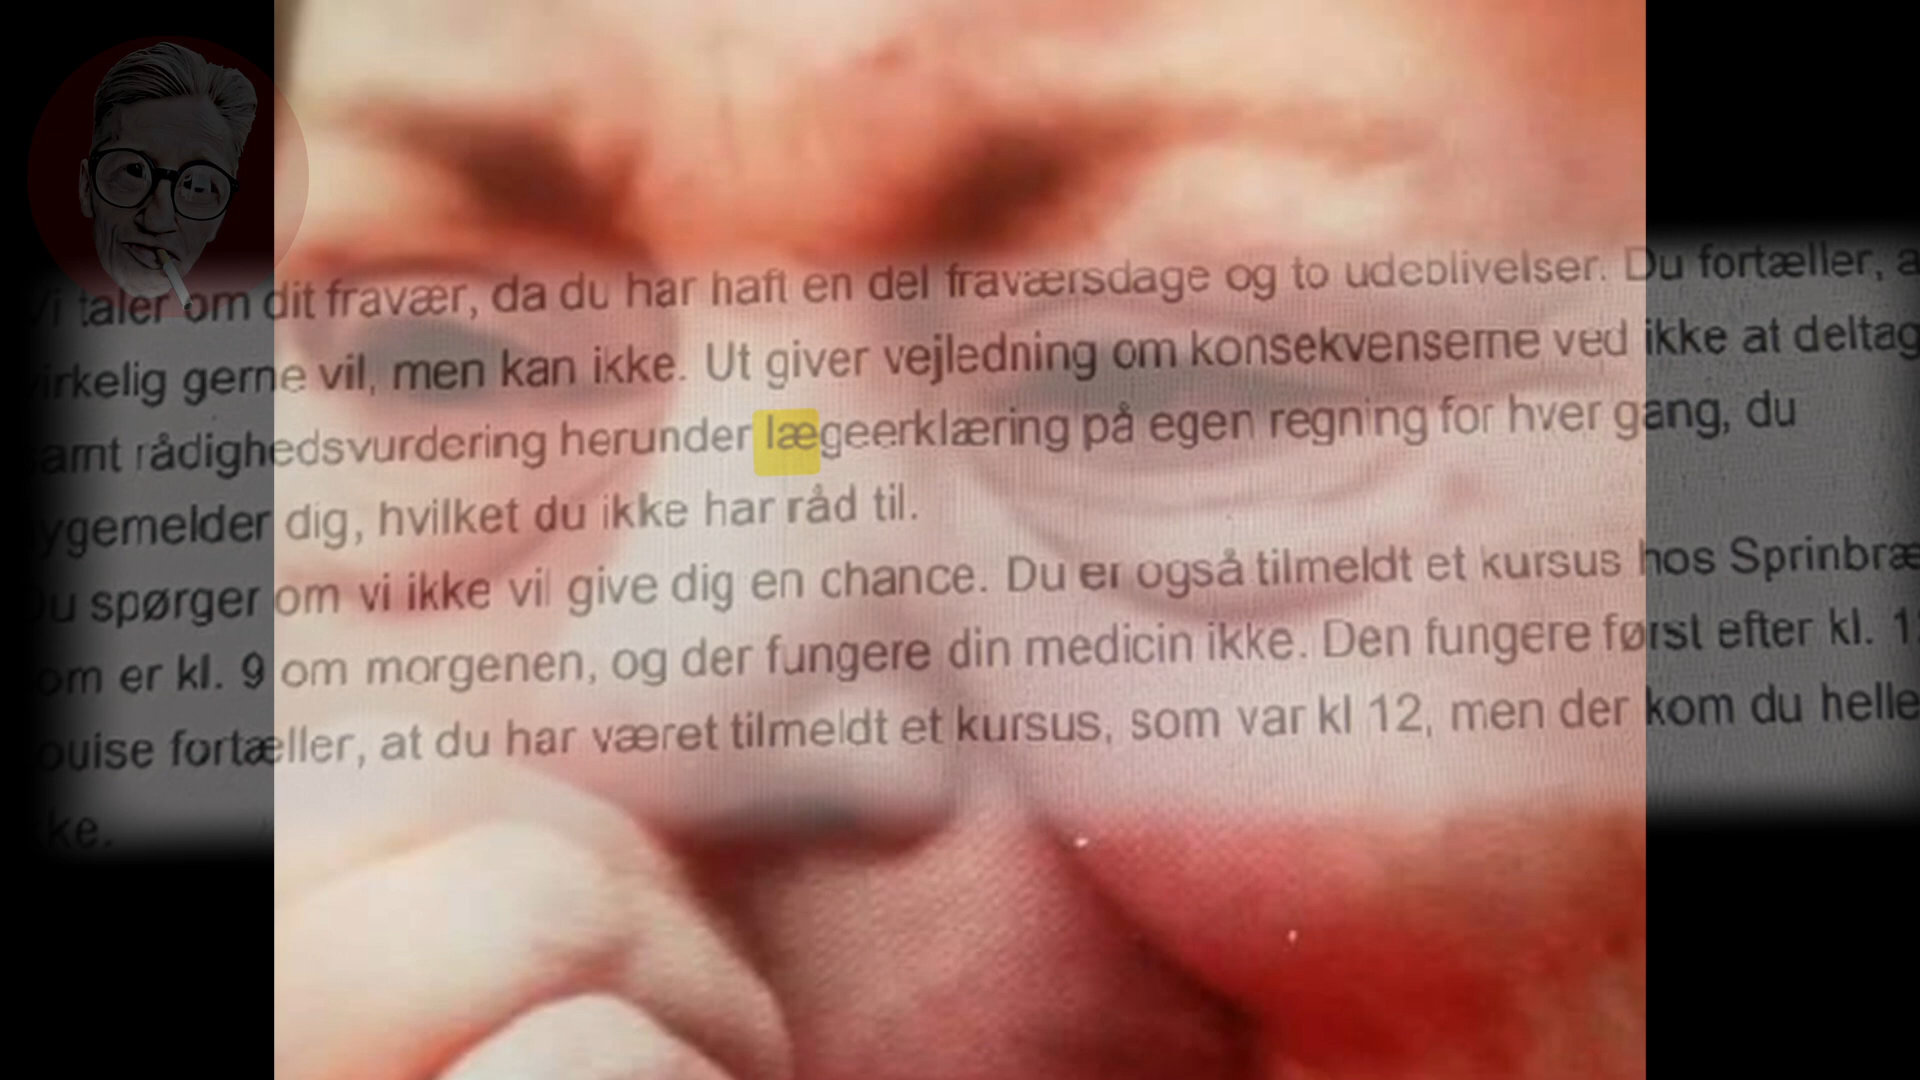 Vi taler om dit fravær, da du har haft en del fraværsdage og to udeblivelser. Du fortæller, a
virkelig gerne vil, men kan ikke. Ut giver vejledning om konsekvenserne ved ikke at deltag
samt rådighedsvurdering herunder lægeerklæring på egen regning for hver gang, du
ygemelder dig, hvilket du ikke har råd til.
Du spørger om vi ikke vil give dig en chance. Du er også tilmeldt et kursus hos Sprinbræ
om er kl. 9 om morgenen, og der fungere din medicin ikke. Den fungere først efter kl. 1
ouise fortæller, at du har været tilmeldt et kursus, som var kl 12, men der kom du helle
ke.